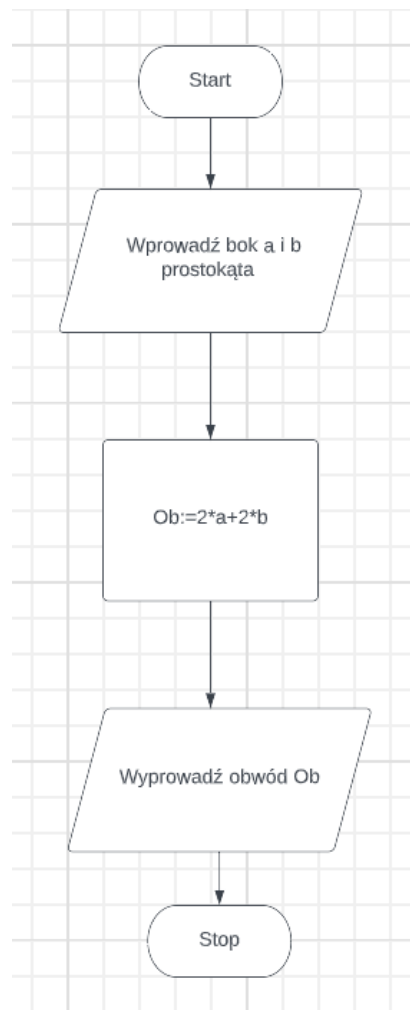 Start
Wprowadź bok a i b
prostokąta
Ob:=2*a+2*b
Wyprowadź obwód Ob
Stop